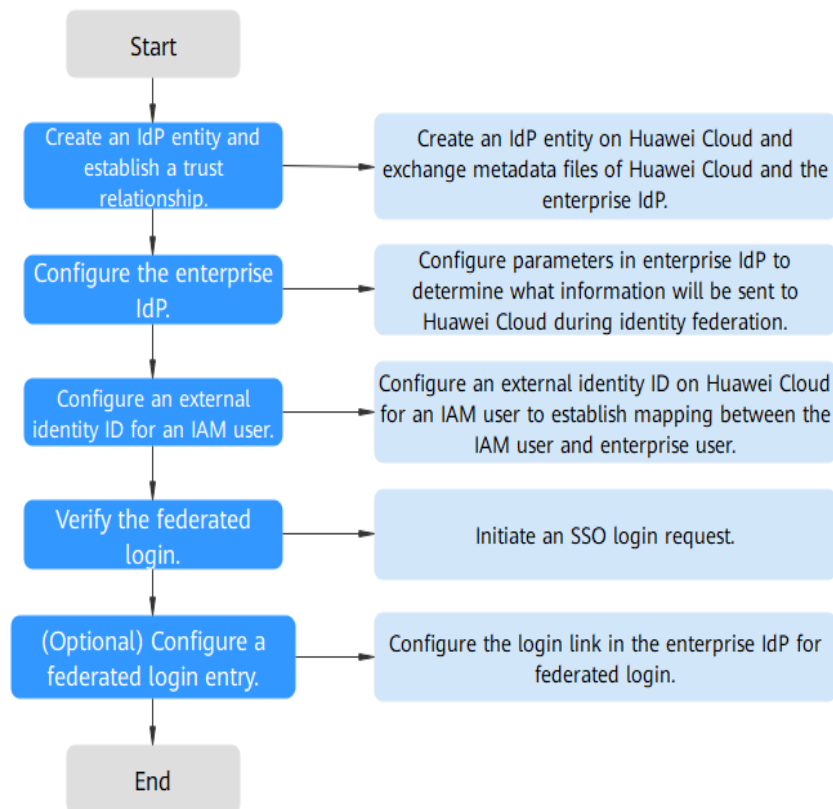 Start
Create an IdP entity and
establish a trust
relationship.
Create an IdP entity on Huawei Cloud and
exchange metadata files of Huawei Cloud and the
enterprise IdP.
Configure the enterprise
IdP.
Configure parameters in enterprise IdP to
determine what information will be sent to
Huawei Cloud during identity federation.
Configure an external
identity ID for an IAM user.
Configure an external identity ID on Huawei Cloud
for an IAM user to establish mapping between the
IAM user and enterprise user.
Verify the federated
login.
Initiate an SSO login request.
(Optional) Configure a
federated login entry.
Configure the login link in the enterprise IdP for
federated login.
End